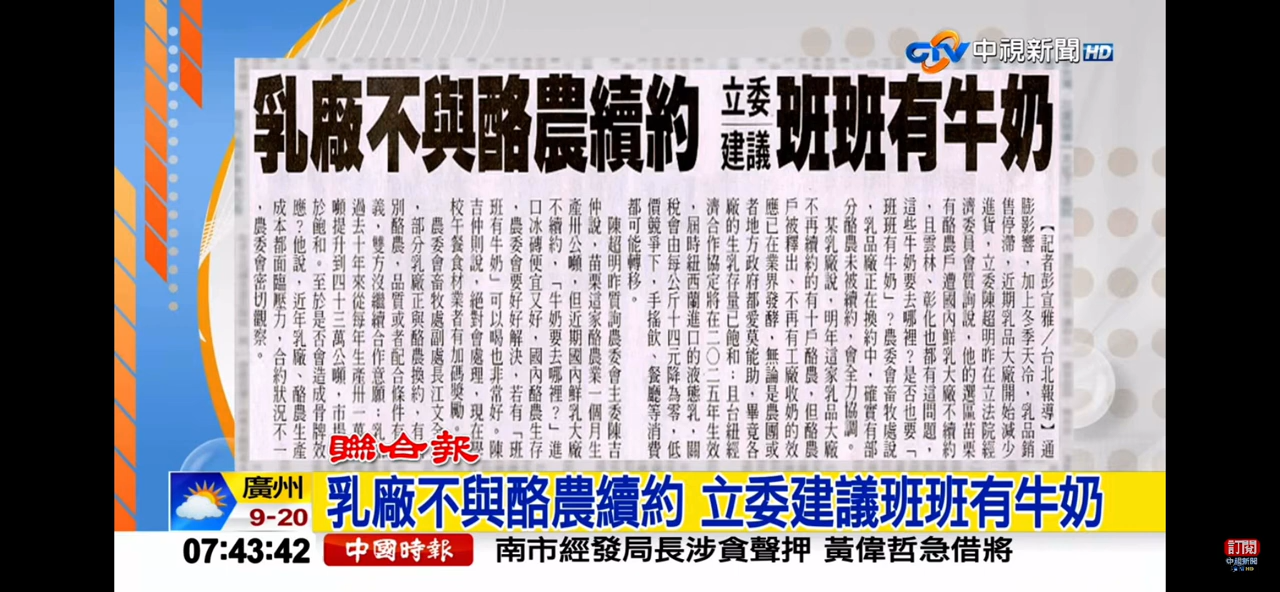 CTV中視新聞HD
乳廠不與酪農續約 立委建議 班班有牛奶
【記者彭宣雅/台北報導】通
膨影響，加上冬季天冷，乳品銷
售停滯，近期乳品大廠開始減少
進貨，立委陳超明昨在立法院經
濟委員會質詢說，他的選區苗栗
有酪農戶遭國內鮮乳大廠不續約
，且雲林、彰化也都有這問題，
這些牛奶要去哪裡？是否也要「
班班有牛奶」？農委會畜牧處說
，乳品廠正在換約中，確實有部
分酪農未被續約，會全力協調。
某乳廠說，明年這家乳品大廠
不再續約的有十戶酪農，但酪農
戶被釋出、不再有工廠收奶的效
應已在業界發酵，無論是農團或
者地方政府都愛莫能助，畢竟各
廠的生乳存量已飽和；且台紐經
濟合作協定將在二〇二五年生效
，屆時紐西蘭進口的液態乳，關
稅會由每公斤十四元降為零，低
價競爭下，手搖飲、餐廳等消費
都可能轉移。
陳超明昨質詢農委會主委陳吉
仲說，苗栗這家酪農業一個月生
產卅公噸，但近期國內鮮乳大廠
不續約，「牛奶要去哪裡？」進
口冰磚便宜又好，國內酪農生存
，農委會要好好解決，若有「班
班有牛奶」可以喝也非常好。陳
吉仲則說，絕對會處理，現在學
校午餐食材業者有加碼獎勵。
農委會畜牧處副處長江文全
，部分乳廠正與酪農換約，有
別酪農，品質或者配合條件有
義，雙方沒繼續合作意願；乳
過去十年來從每年生產卅一萬
噸提升到四十三萬公噸，市場
於飽和。至於是否會造成骨牌效
應？他說，近年乳廠、酪農生產
成本都面臨壓力，合約狀況不一
，農委會密切觀察。
聯合報
廣州
9-20
乳廠不與酪農續約 立委建議班班有牛奶
07:43:42
中國時報 南市經發局長涉貪聲押 黃偉哲急借將
訂閱
中視新聞
HD